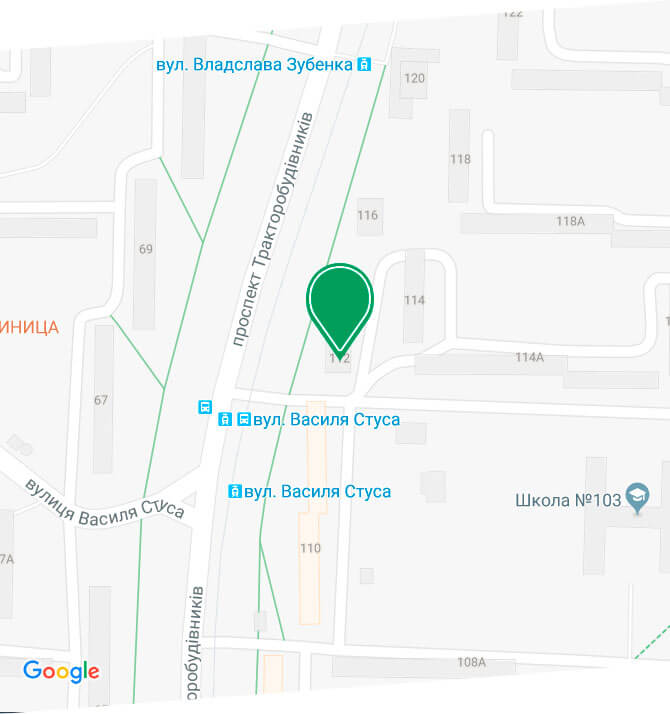 122
вул. Владслава Зубенка
120
проспект Тракторобудівників
118
116
118А
69
114
ИНИЦА
112
114А
67
вул. Василя Стуса
вулиця Василя Стуса
вул. Василя Стуса
Школа №103
110
7А
оробудівників
108А
Google